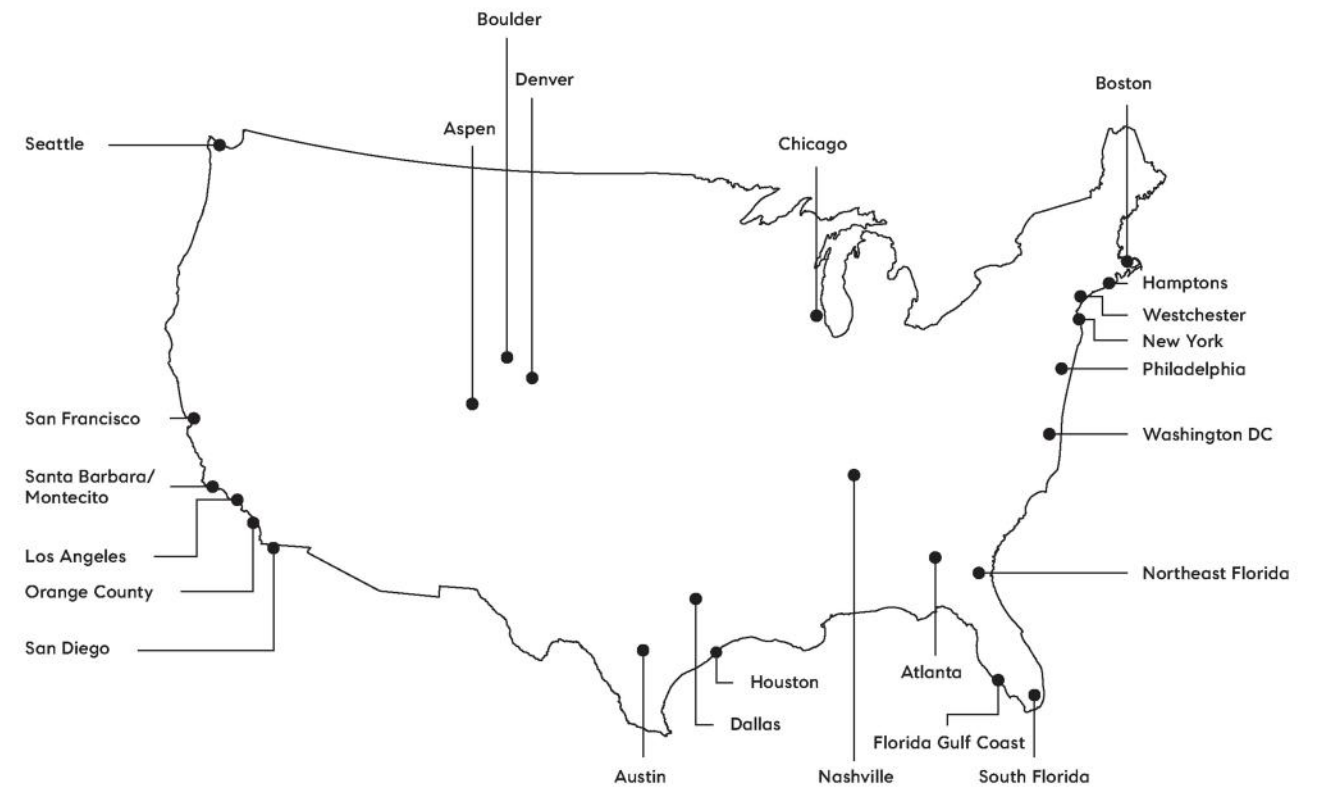 Boulder
Denver
Boston
Aspen
Seattle
Chicago
Hamptons
Westchester
New York
Philadelphia
San Francisco
Washington DC
Santa Barbara/
Montecito
Los Angeles
Northeast Florida
Orange County
San Diego
Atlanta
Houston
Dallas
Florida Gulf Coast
Austin
Nashville
South Florida